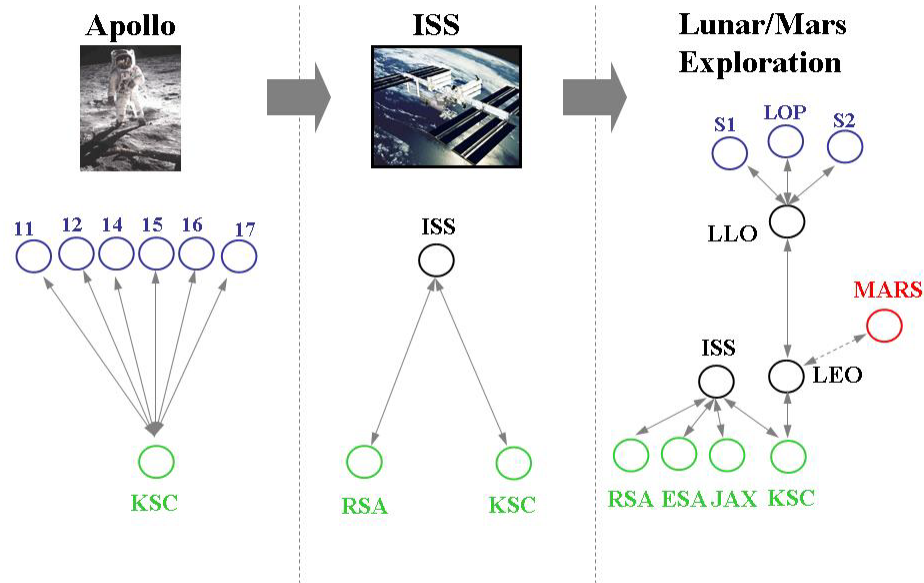 Apollo
ISS
Lunar/Mars
Exploration
11 12 14 15 16 17
KSC
ISS
RSA KSC
S1 LOP S2
LLO
MARS
ISS
LEO
RSA ESA JAX KSC